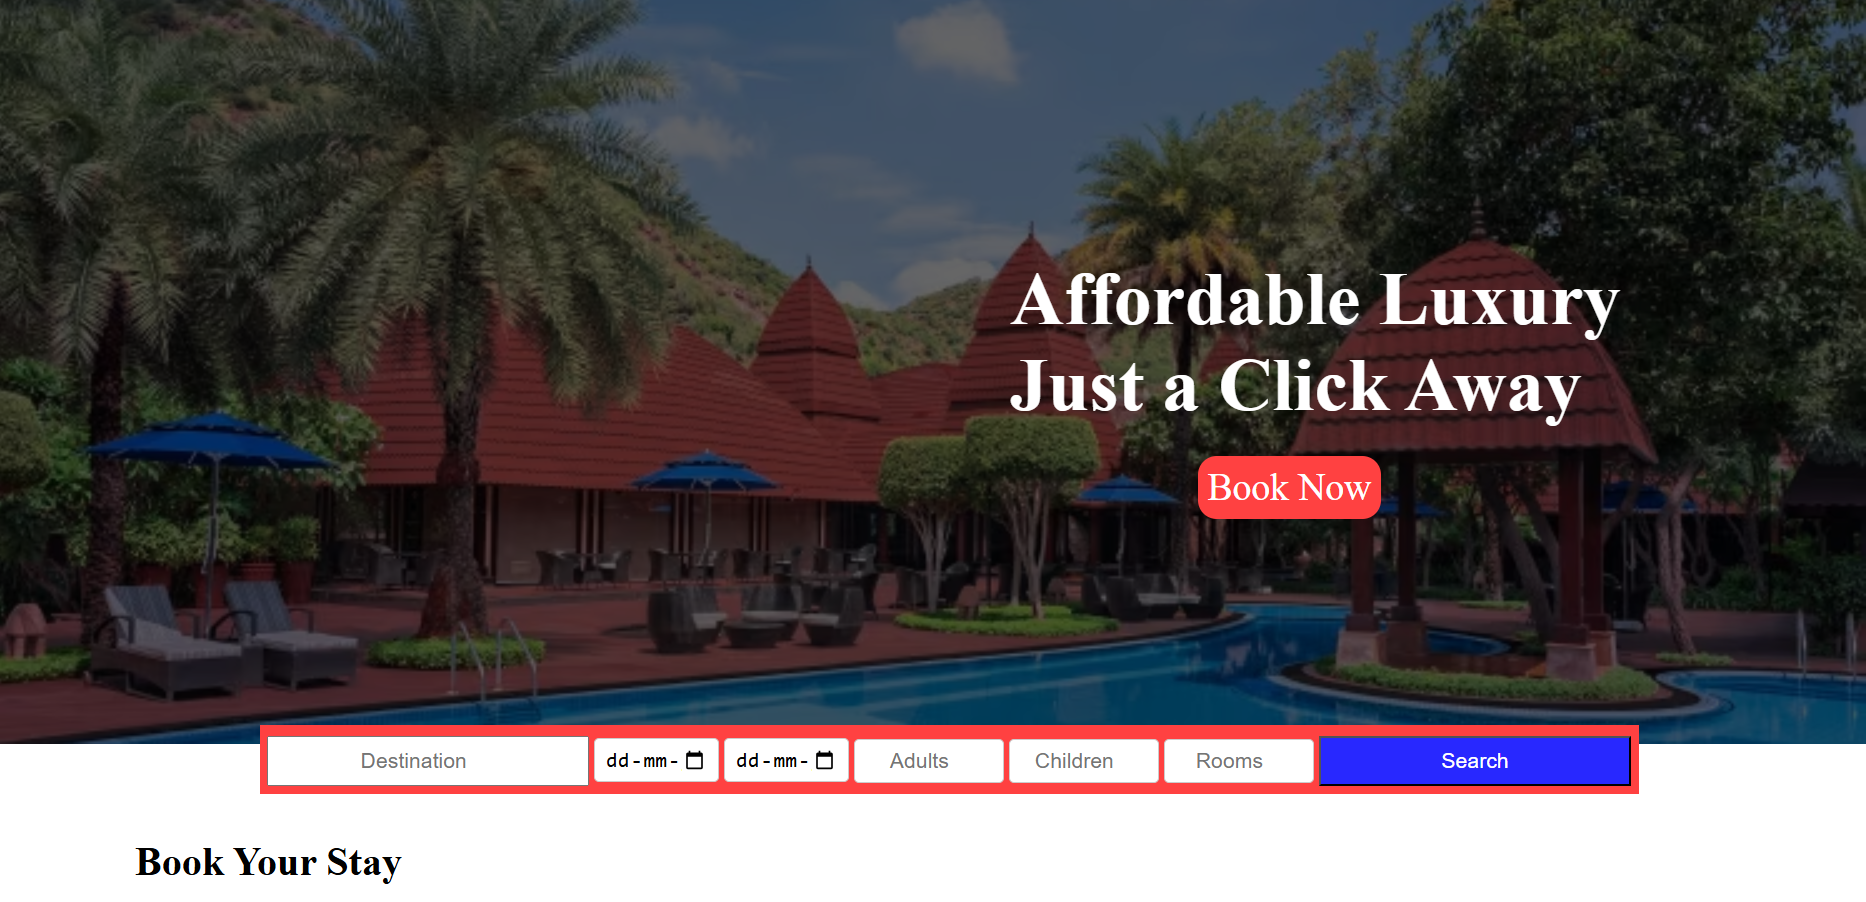 Affordable Luxury
Just a Click Away
Book Now
Destination dd-mm- dd-mm- Adults Children Rooms Search
Book Your Stay